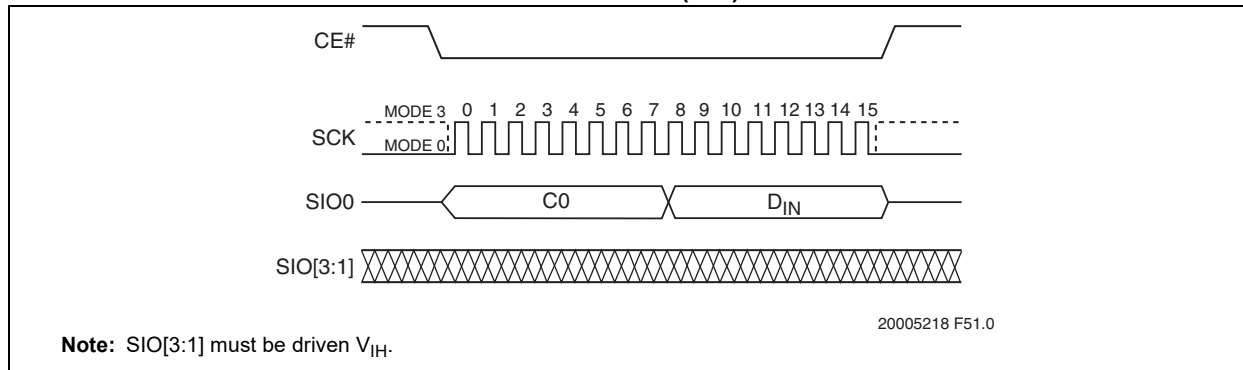 CE#
MODE 3 0 1 2 3 4 5 6 7 8 9 10 11 12 13 14 15
SCK
MODE 0
SIO0 C0 DIN
SIO[3:1]
20005218 F51.0
Note: SIO[3:1] must be driven VIH.